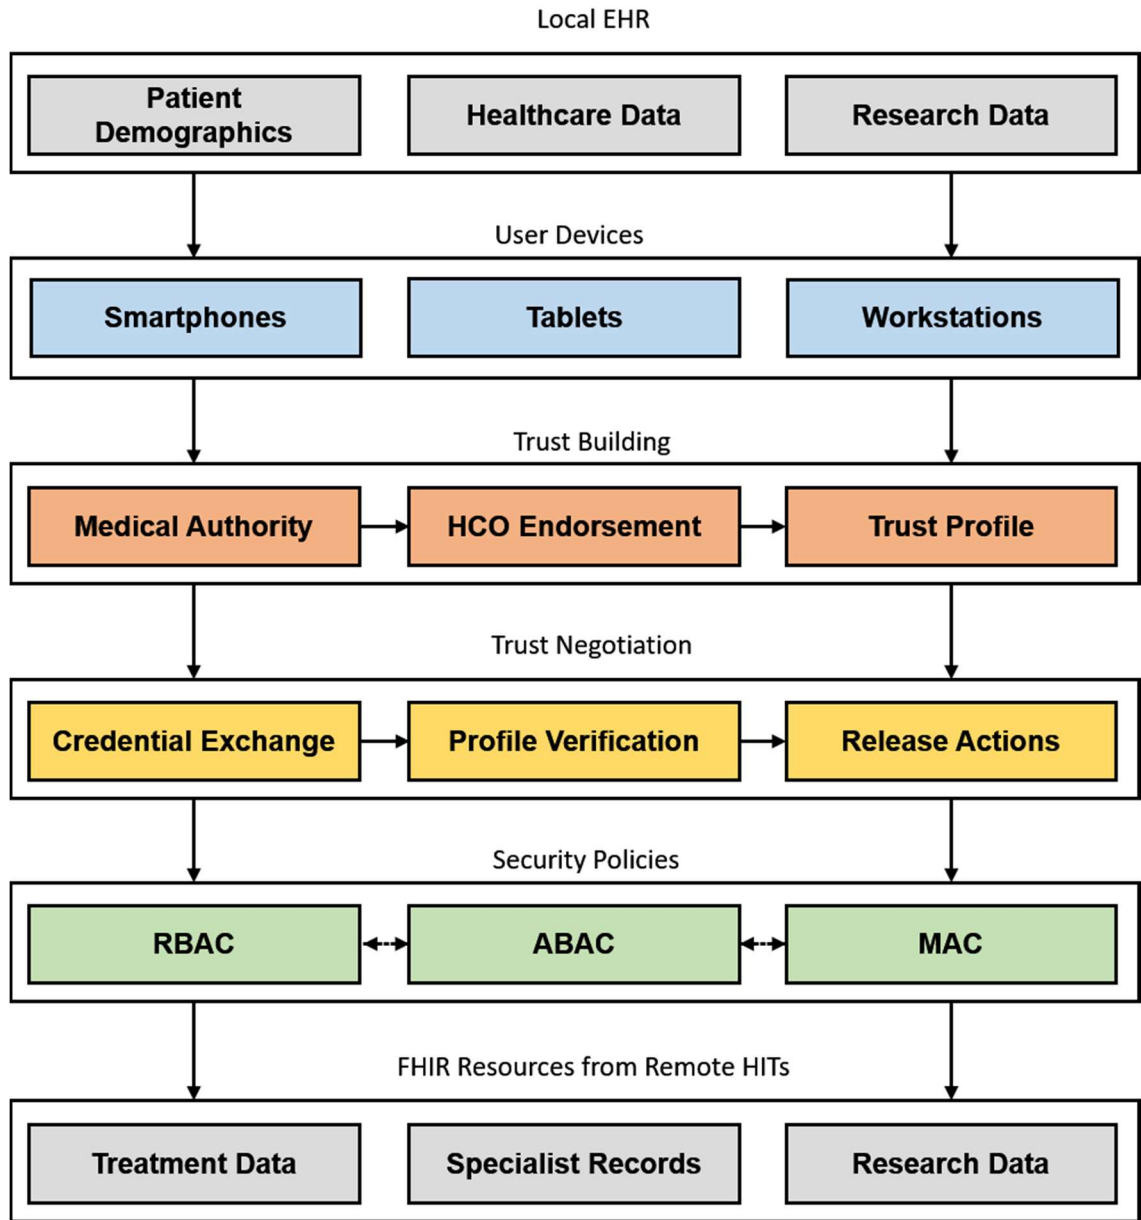 Local EHR
Patient
Demographics
Healthcare Data
Research Data
User Devices
Smartphones
Tablets
Workstations
Trust Building
Medical Authority
HCO Endorsement
Trust Profile
Trust Negotiation
Credential Exchange
Profile Verification
Release Actions
Security Policies
RBAC
ABAC
MAC
FHIR Resources from Remote HITs
Treatment Data
Specialist Records
Research Data